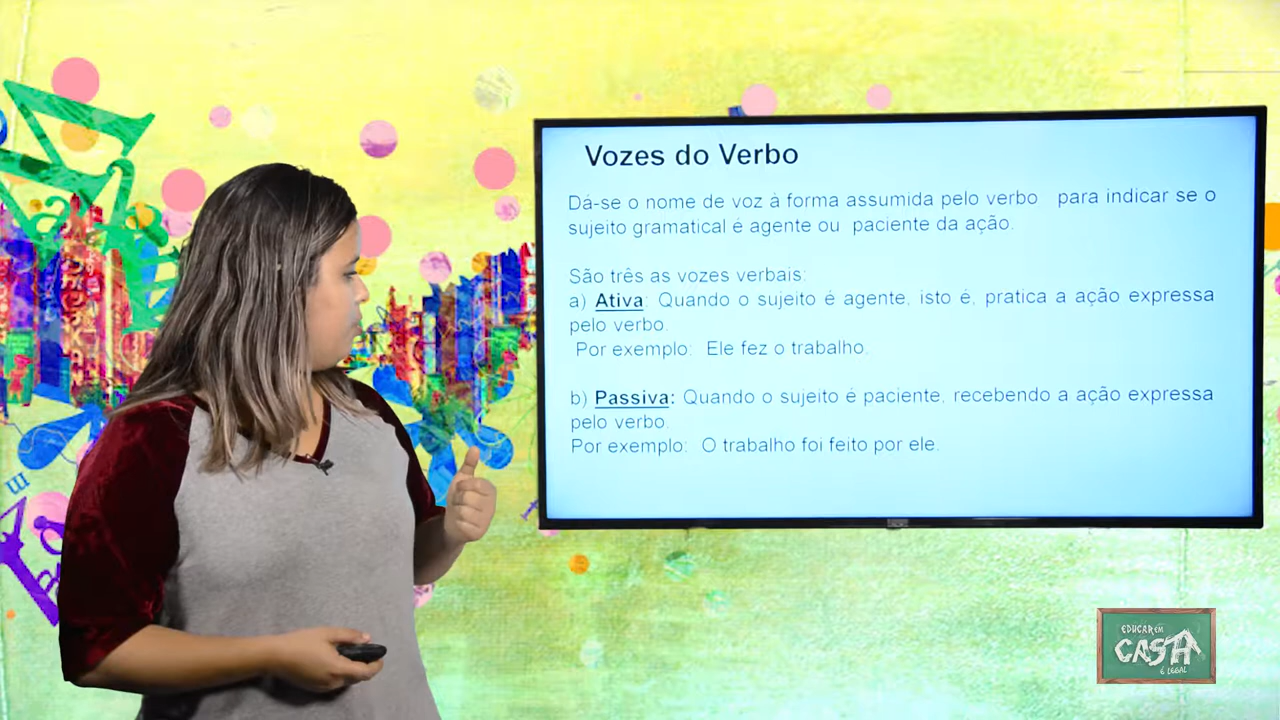 Vozes do Verbo
Dá-se o nome de voz à forma assumida pelo verbo para indicar se o
sujeito gramatical é agente ou paciente da ação.
São três as vozes verbais:
a) Ativa: Quando o sujeito é agente, isto é, pratica a ação expressa
pelo verbo.
Por exemplo: Ele fez o trabalho.
b) Passiva: Quando o sujeito é paciente, recebendo a ação expressa
pelo verbo.
Por exemplo: O trabalho foi feito por ele.
EDUCAR EM
CASA
É LEGAL